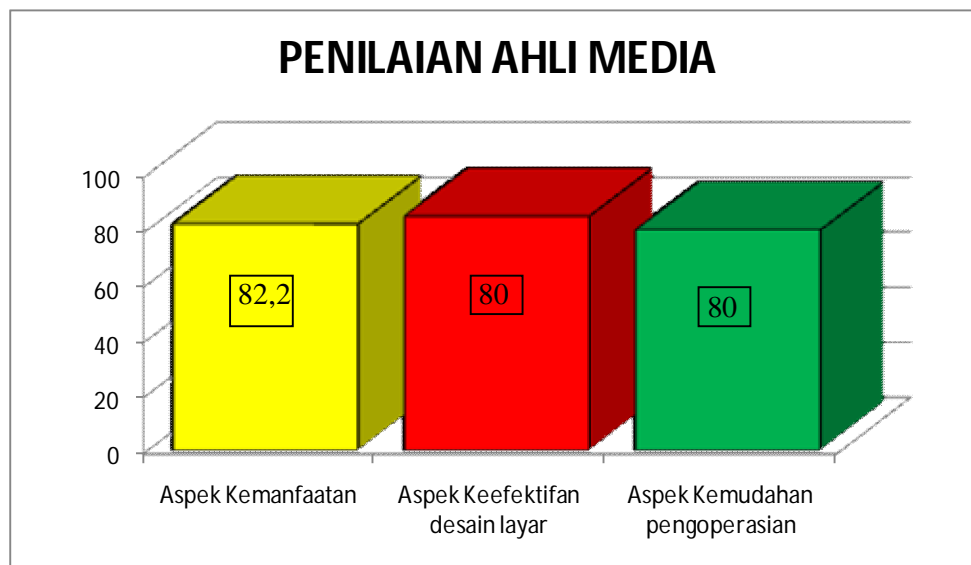 PENILAIAN AHLI MEDIA
100
80
60
40
20
0
82,2
80
80
Aspek Kemanfaatan
Aspek Keefektifan
desain layar
Aspek Kemudahan
pengoperasian